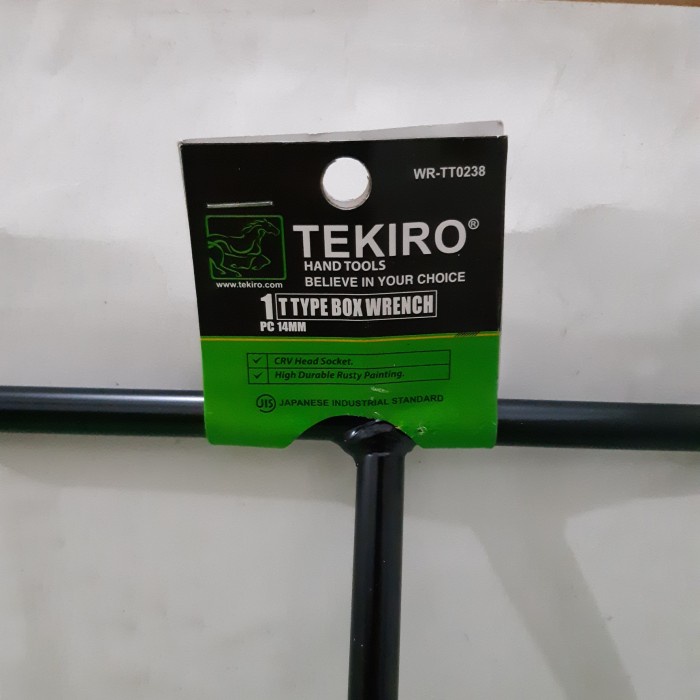 WR-TT0238
TEKIRO®
HAND TOOLS
BELIEVE IN YOUR CHOICE
www.tekiro.com
1 T TYPE BOX WRENCH
PC 14MM
CRV Head Socket.
High Durable Rusty Painting.
JIS JAPANESE INDUSTRIAL STANDARD